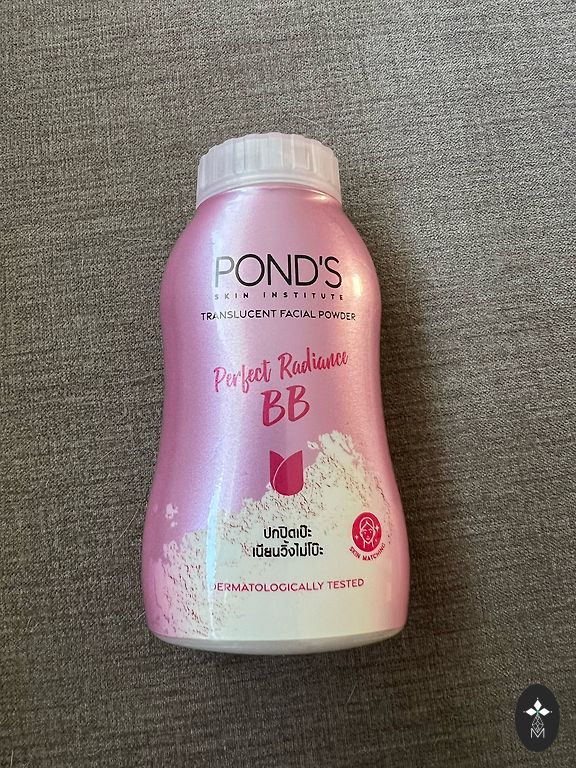 POND'S
SKIN INSTITUTE
TRANSLUCENT FACIAL POWDER
Perfect Radiance
BB
ปกปิดเป๊ะ
เนียนวิ้งไม่โป๊ะ
SKIN MATCHING
DERMATOLOGICALLY TESTED
M